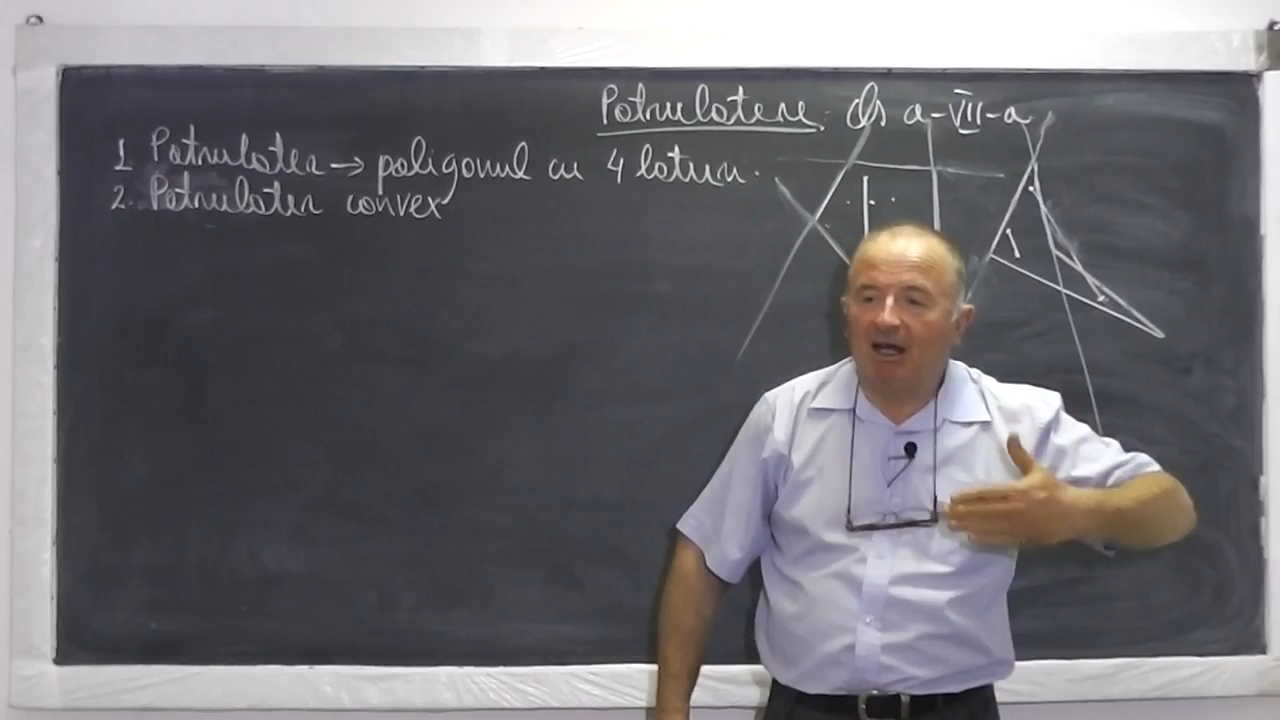 Patrulatere. Cls a-VII-a
1 Patrulater → poligonul cu 4 laturi.
2. Patrulater convex